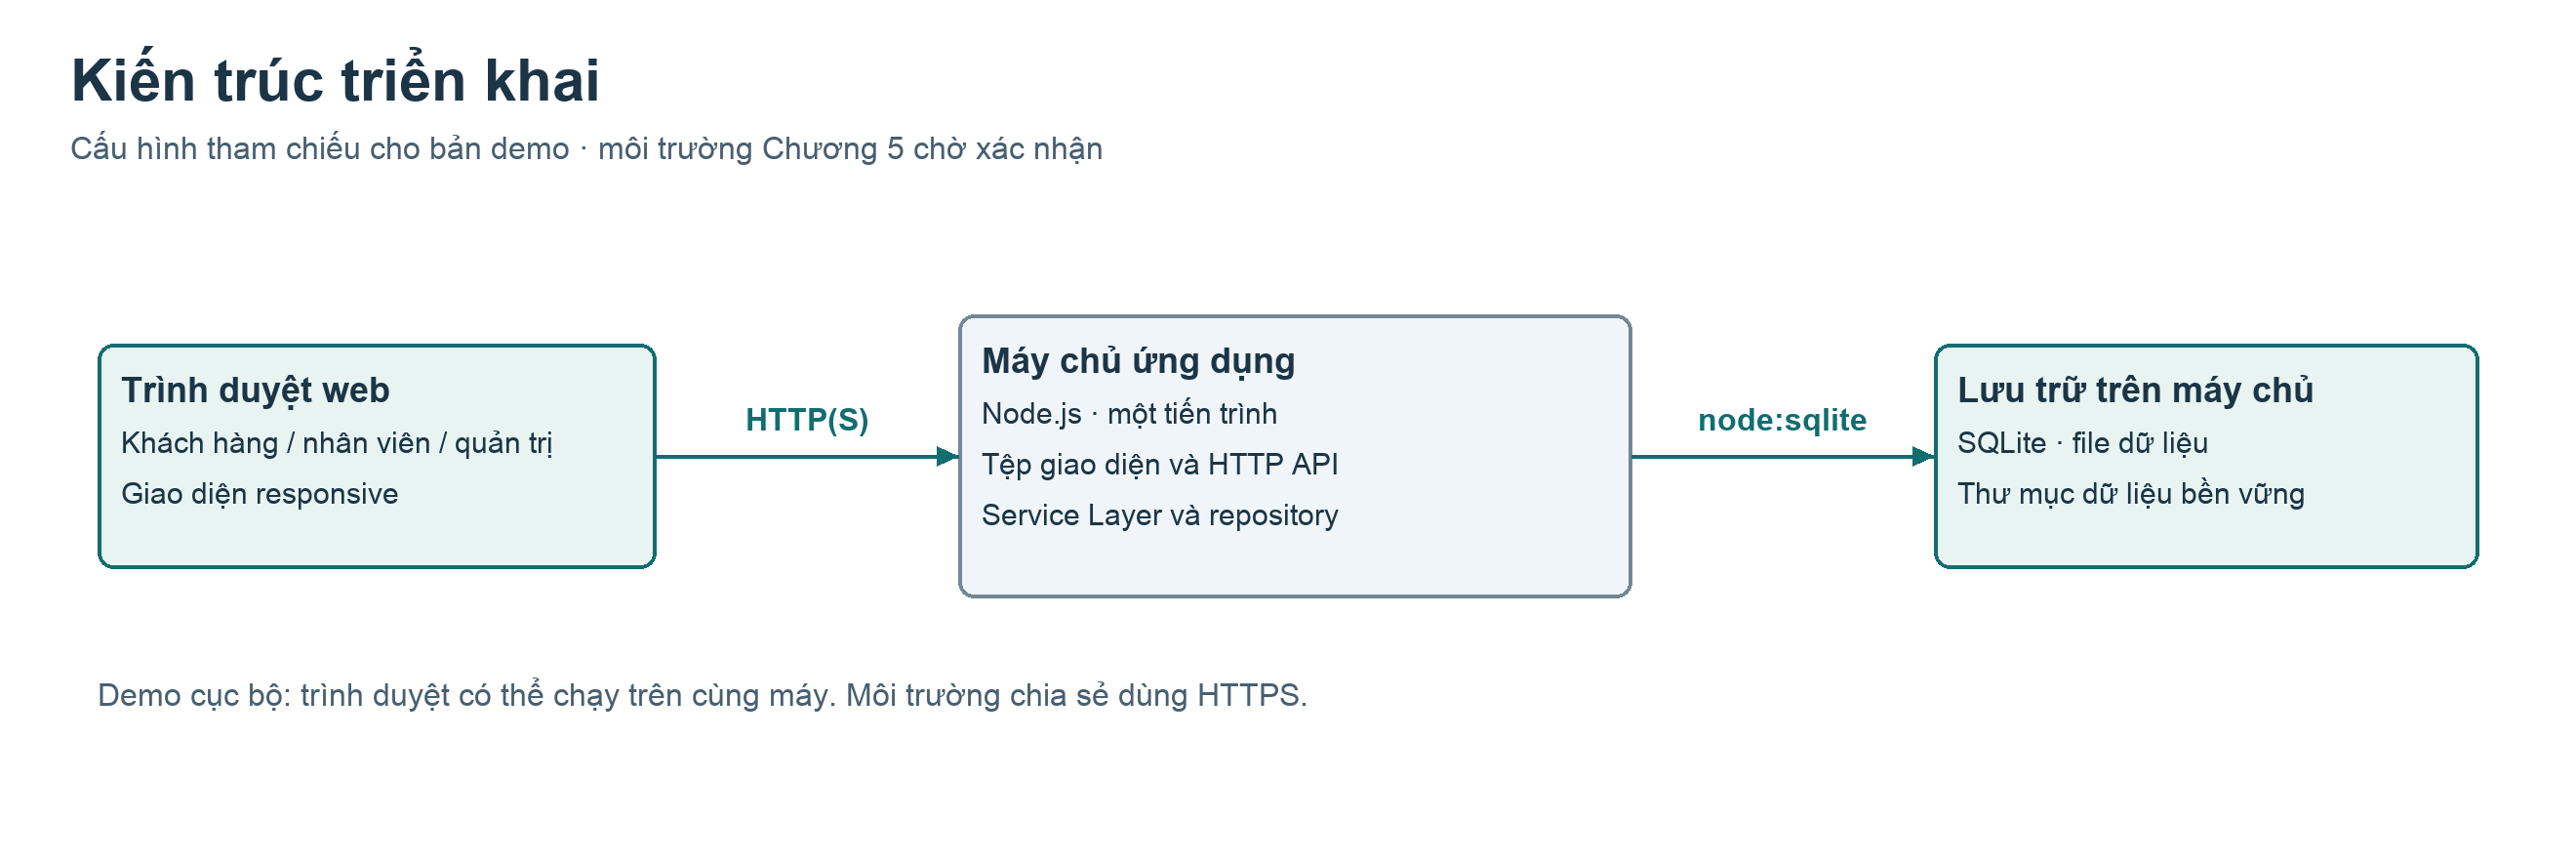 Kiến trúc triển khai
Cấu hình tham chiếu cho bản demo · môi trường Chương 5 chờ xác nhận
Trình duyệt web
Khách hàng / nhân viên / quản trị
Giao diện responsive
HTTP(S)
Máy chủ ứng dụng
Node.js · một tiến trình
Tệp giao diện và HTTP API
Service Layer và repository
node:sqlite
Lưu trữ trên máy chủ
SQLite · file dữ liệu
Thư mục dữ liệu bền vững
Demo cục bộ: trình duyệt có thể chạy trên cùng máy. Môi trường chia sẻ dùng HTTPS.